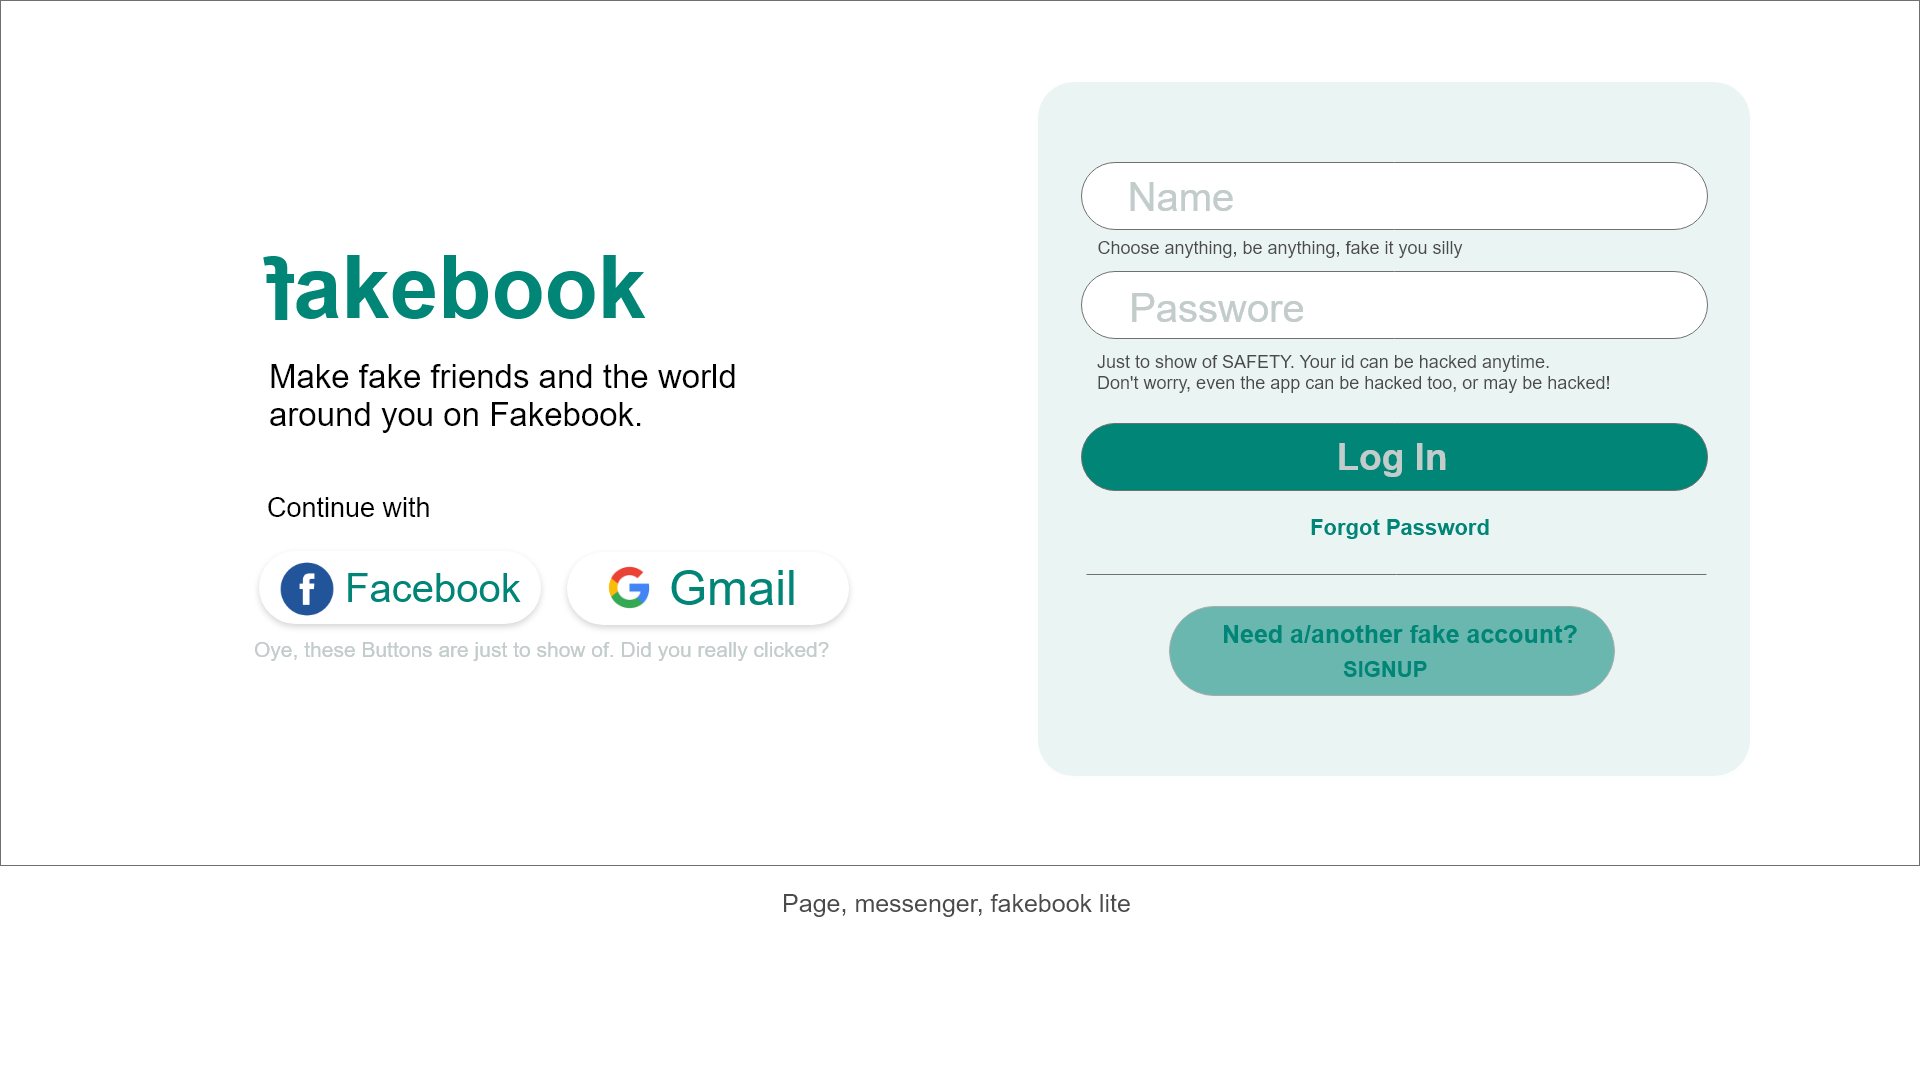 fakebook
Make fake friends and the world
around you on Fakebook.
Continue with
Facebook
Gmail
Oye, these Buttons are just to show of. Did you really clicked?
Name
Choose anything, be anything, fake it you silly
Passwore
Just to show of SAFETY. Your id can be hacked anytime.
Don't worry, even the app can be hacked too, or may be hacked!
Log In
Forgot Password
Need a/another fake account?
SIGNUP
Page, messenger, fakebook lite